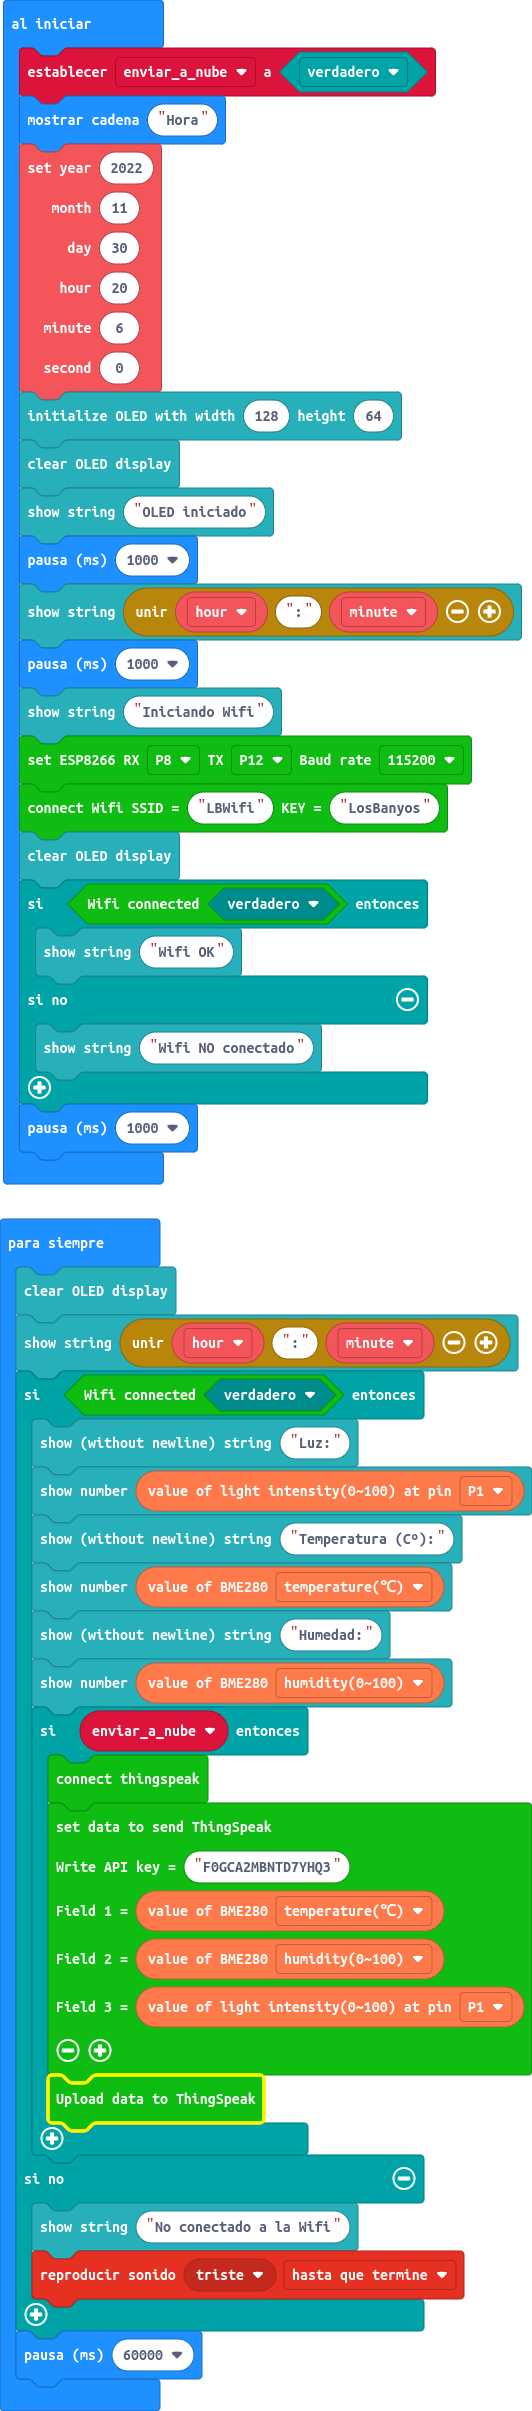 al iniciar
establecer enviar_a_nube a verdadero
mostrar cadena "Hora"
set year 2022
month 11
day 30
hour 20
minute 6
second 0
initialize OLED with width 128 height 64
clear OLED display
show string "OLED iniciado"
pausa (ms) 1000
show string unir hour ":" minute
pausa (ms) 1000
show string "Iniciando Wifi"
set ESP8266 RX P8 TX P12 Baud rate 115200
connect Wifi SSID = "LBWifi" KEY = "LosBanyos"
clear OLED display
si Wifi connected verdadero entonces
show string "Wifi OK"
si no
show string "Wifi NO conectado"
pausa (ms) 1000
para siempre
clear OLED display
show string unir hour ":" minute
si Wifi connected verdadero entonces
show (without newline) string "Luz:"
show number value of light intensity(0~100) at pin P1
show (without newline) string "Temperatura (Cº):"
show number value of BME280 temperature(℃)
show (without newline) string "Humedad:"
show number value of BME280 humidity(0~100)
si enviar_a_nube entonces
connect thingspeak
set data to send ThingSpeak
Write API key = "F0GCA2MBNTD7YHQ3"
Field 1 = value of BME280 temperature(℃)
Field 2 = value of BME280 humidity(0~100)
Field 3 = value of light intensity(0~100) at pin P1
Upload data to ThingSpeak
si no
show string "No conectado a la Wifi"
reproducir sonido triste hasta que termine
pausa (ms) 60000